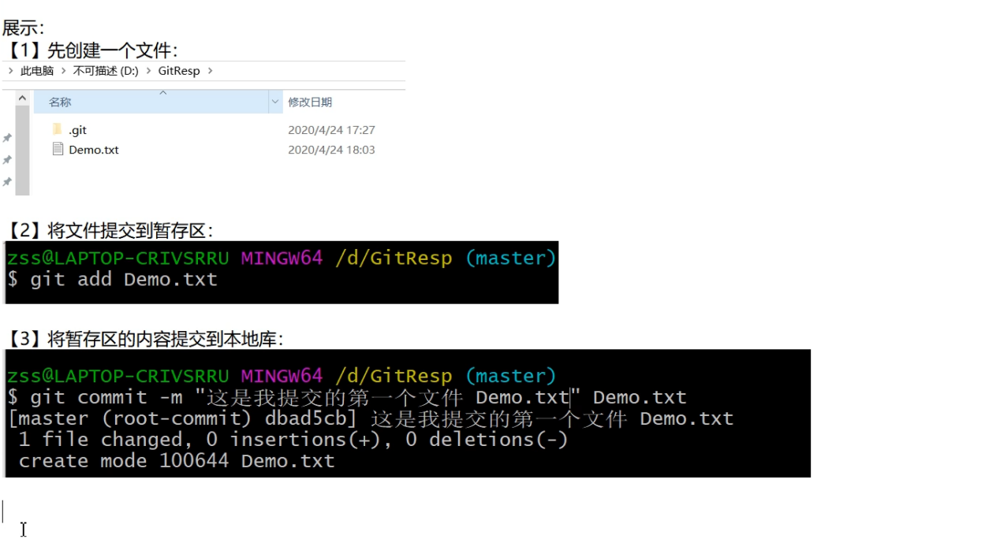 展示：
【1】先创建一个文件：
> 此电脑 > 不可描述 (D:) > GitResp >
名称 修改日期
.git 2020/4/24 17:27
Demo.txt 2020/4/24 18:03
【2】将文件提交到暂存区：
zss@LAPTOP-CRIVSRRU MINGW64 /d/GitResp (master)
$ git add Demo.txt
【3】将暂存区的内容提交到本地库：
zss@LAPTOP-CRIVSRRU MINGW64 /d/GitResp (master)
$ git commit -m "这是我提交的第一个文件 Demo.txt" Demo.txt
[master (root-commit) dbad5cb] 这是我提交的第一个文件 Demo.txt
1 file changed, 0 insertions(+), 0 deletions(-)
create mode 100644 Demo.txt